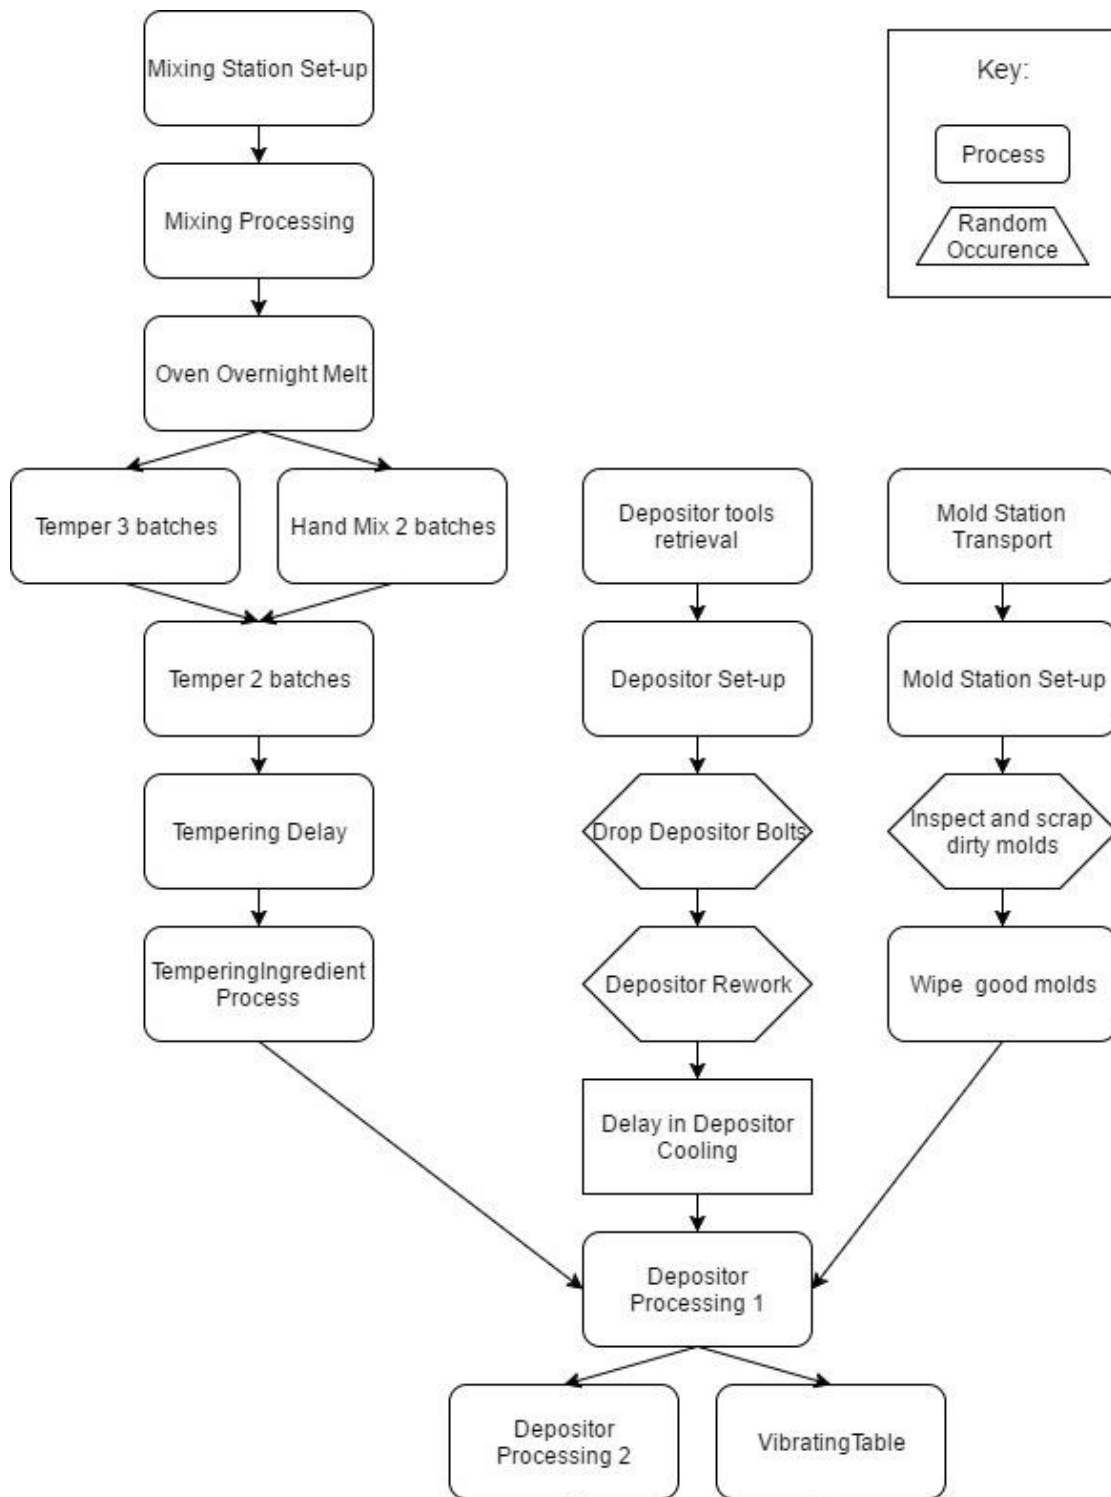 Mixing Station Set-up
Key:
Process
Random
Occurence
Mixing Processing
Oven Overnight Melt
Temper 3 batches
Hand Mix 2 batches
Depositor tools
retrieval
Mold Station
Transport
Temper 2 batches
Depositor Set-up
Mold Station Set-up
Tempering Delay
Drop Depositor Bolts
Inspect and scrap
dirty molds
TemperingIngredient
Process
Depositor Rework
Wipe good molds
Delay in Depositor
Cooling
Depositor
Processing 1
Depositor
Processing 2
VibratingTable